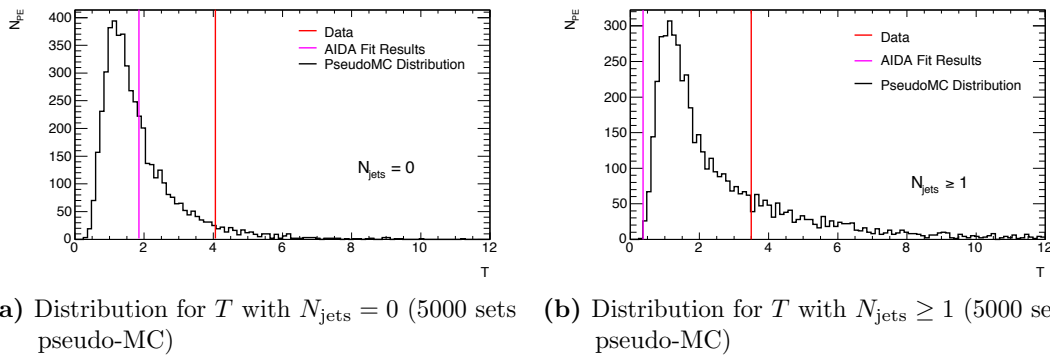 N_PE
400
350
300
250
200
150
100
50
0
0 2 4 6 8 10 12
T
Data
AIDA Fit Results
PseudoMC Distribution
N_jets = 0
N_PE
300
250
200
150
100
50
0
0 2 4 6 8 10 12
T
Data
AIDA Fit Results
PseudoMC Distribution
N_jets ≥ 1
a) Distribution for T with N_jets = 0 (5000 sets
pseudo-MC)
(b) Distribution for T with N_jets ≥ 1 (5000 se
pseudo-MC)